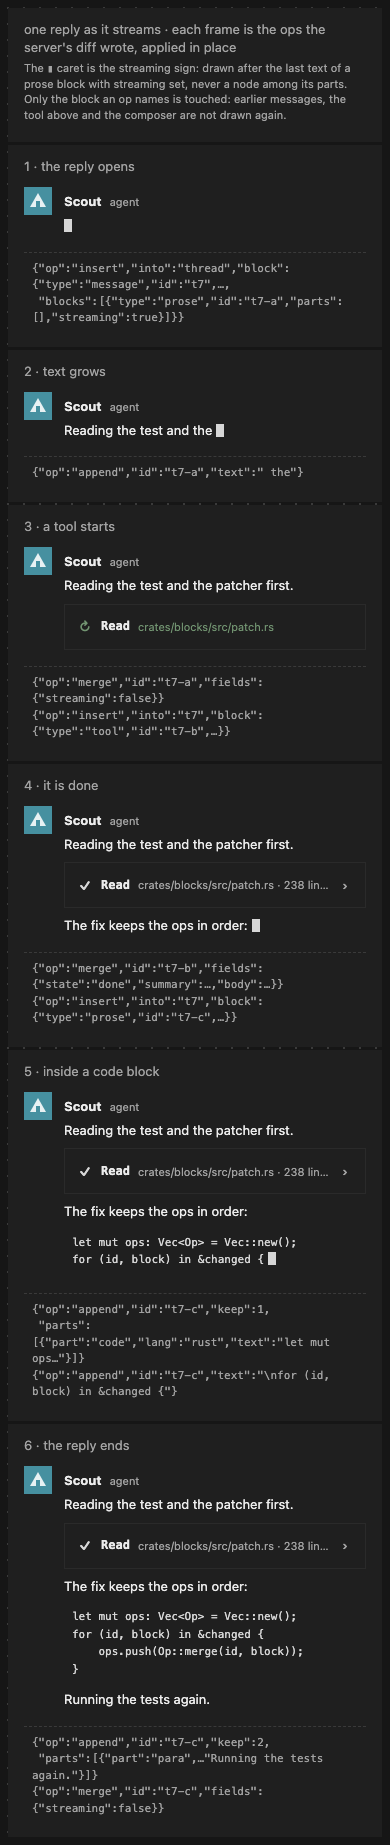 one reply as it streams · each frame is the ops the
server's diff wrote, applied in place
The ▮ caret is the streaming sign: drawn after the last text of a
prose block with streaming set, never a node among its parts.
Only the block an op names is touched: earlier messages, the
tool above and the composer are not drawn again.
1 · the reply opens
Scout agent
{"op":"insert","into":"thread","block":
{"type":"message","id":"t7",…,
"blocks":[{"type":"prose","id":"t7-a","parts":
[],"streaming":true}]}}
2 · text grows
Scout agent
Reading the test and the
{"op":"append","id":"t7-a","text":" the"}
3 · a tool starts
Scout agent
Reading the test and the patcher first.
Read crates/blocks/src/patch.rs
{"op":"merge","id":"t7-a","fields":
{"streaming":false}}
{"op":"insert","into":"t7","block":
{"type":"tool","id":"t7-b",…}}
4 · it is done
Scout agent
Reading the test and the patcher first.
Read crates/blocks/src/patch.rs · 238 lin… ›
The fix keeps the ops in order:
{"op":"merge","id":"t7-b","fields":
{"state":"done","summary":…,"body":…}}
{"op":"insert","into":"t7","block":
{"type":"prose","id":"t7-c",…}}
5 · inside a code block
Scout agent
Reading the test and the patcher first.
Read crates/blocks/src/patch.rs · 238 lin… ›
The fix keeps the ops in order:
let mut ops: Vec<Op> = Vec::new();
for (id, block) in &changed {
{"op":"append","id":"t7-c","keep":1,
"parts":
[{"part":"code","lang":"rust","text":"let mut
ops…"}]}
{"op":"append","id":"t7-c","text":"\nfor (id,
block) in &changed {"}
6 · the reply ends
Scout agent
Reading the test and the patcher first.
Read crates/blocks/src/patch.rs · 238 lin… ›
The fix keeps the ops in order:
let mut ops: Vec<Op> = Vec::new();
for (id, block) in &changed {
ops.push(Op::merge(id, block));
}
Running the tests again.
{"op":"append","id":"t7-c","keep":2,
"parts":[{"part":"para",…"Running the tests
again."}]}
{"op":"merge","id":"t7-c","fields":
{"streaming":false}}